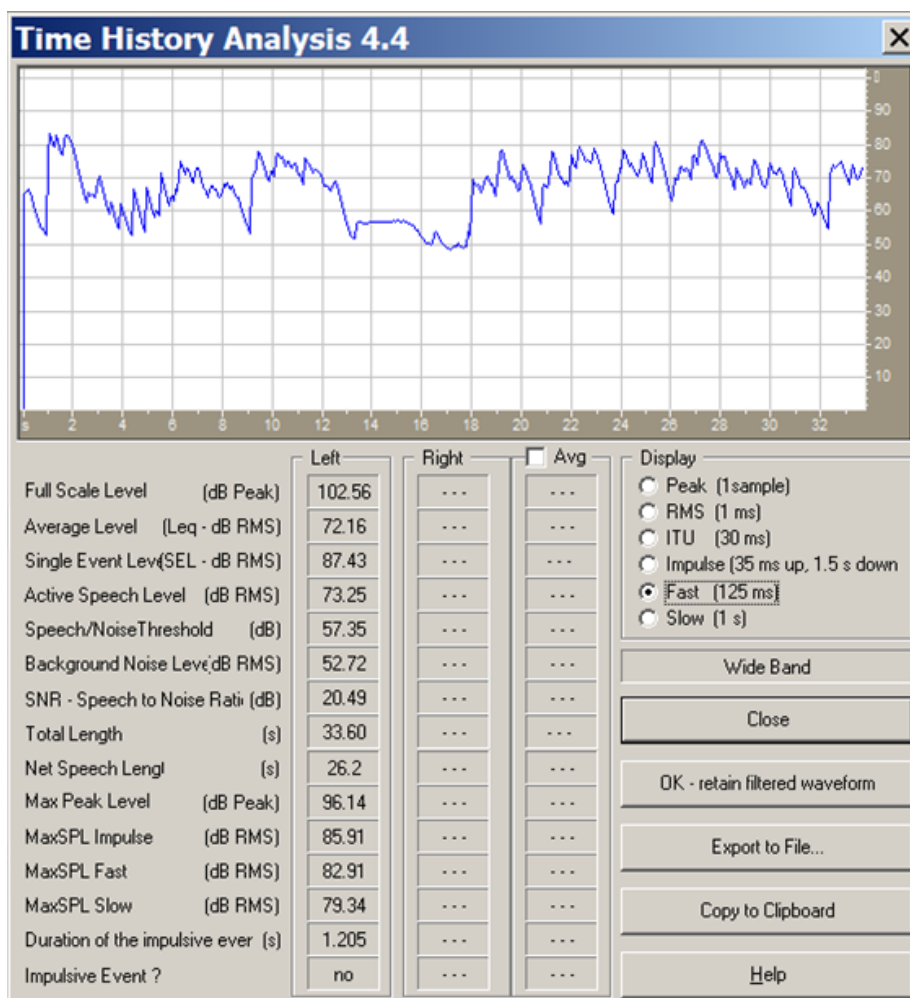 Time History Analysis 4.4
0
90
80
70
60
50
40
30
20
10
s 2 4 6 8 10 12 14 16 18 20 22 24 26 28 30 32
Left Right Avg Display
Full Scale Level (dB Peak) 102.56 --- ---
Average Level (Leq - dB RMS) 72.16 --- ---
Single Event Leve(SEL - dB RMS) 87.43 --- ---
Active Speech Level (dB RMS) 73.25 --- ---
Speech/NoiseThreshold (dB) 57.35 --- ---
Background Noise Leve(dB RMS) 52.72 --- ---
SNR - Speech to Noise Rati( (dB) 20.49 --- ---
Total Length (s) 33.60 --- ---
Net Speech Lengt (s) 26.2 --- ---
Max Peak Level (dB Peak) 96.14 --- ---
MaxSPL Impulse (dB RMS) 85.91 --- ---
MaxSPL Fast (dB RMS) 82.91 --- ---
MaxSPL Slow (dB RMS) 79.34 --- ---
Duration of the impulsive ever (s) 1.205 --- ---
Impulsive Event ? no --- ---
Peak (1sample)
RMS (1 ms)
ITU (30 ms)
Impulse (35 ms up, 1.5 s down
Fast (125 ms)
Slow (1 s)
Wide Band
Close
OK - retain filtered waveform
Export to File...
Copy to Clipboard
Help